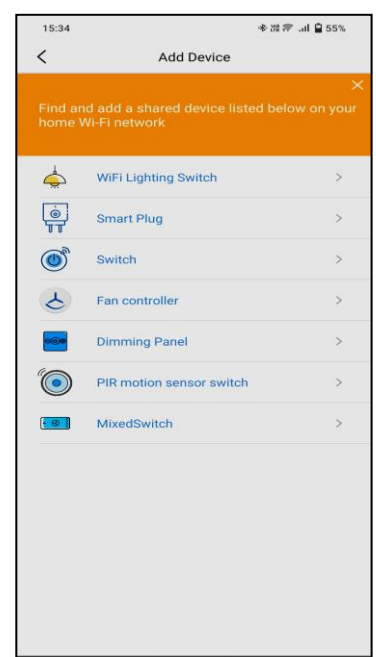 15:34 55%
Add Device
Find and add a shared device listed below on your
home Wi-Fi network
WiFi Lighting Switch
Smart Plug
Switch
Fan controller
Dimming Panel
PIR motion sensor switch
MixedSwitch